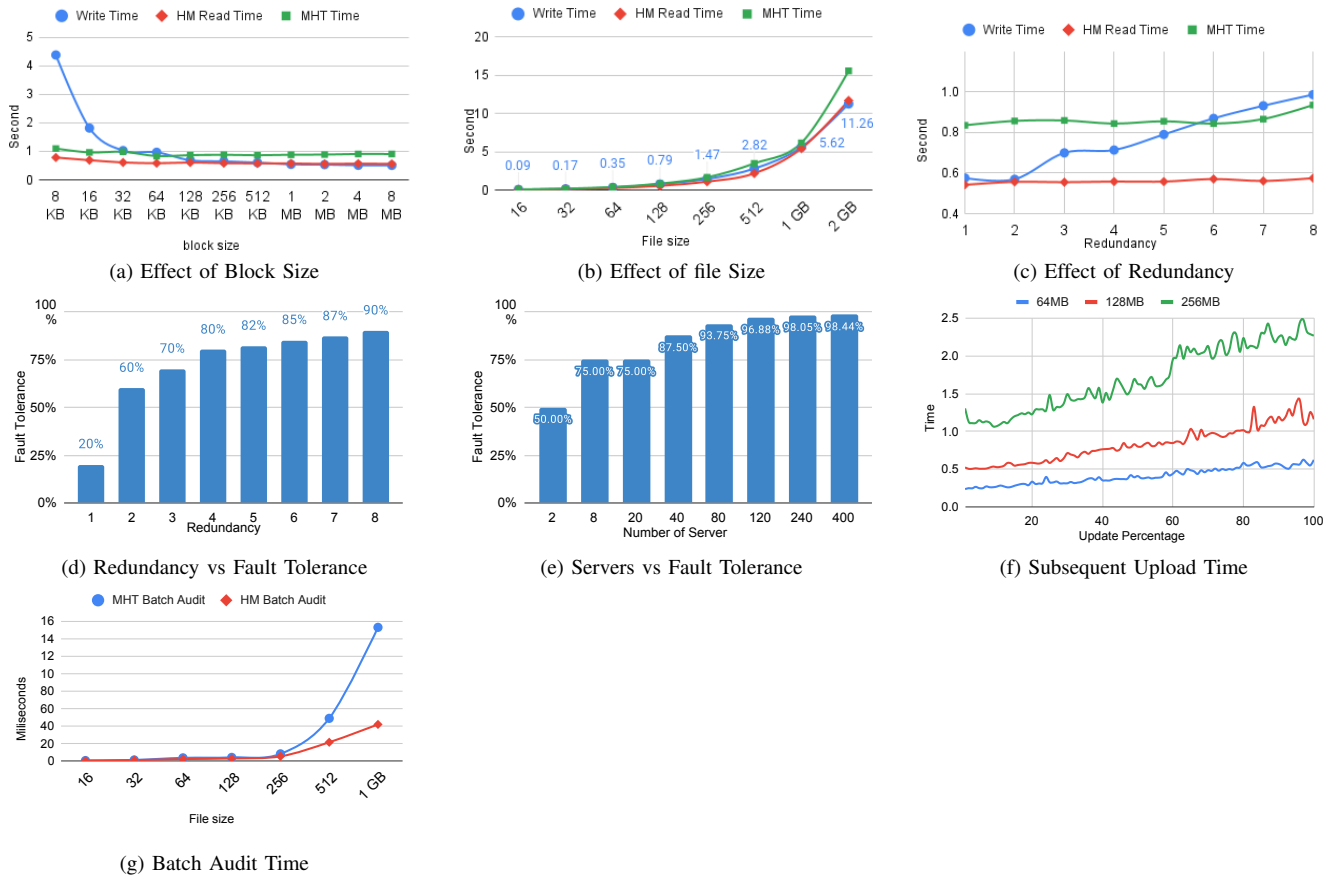 Write Time HM Read Time MHT Time
5
4
3
2
1
0
Second
8 KB 16 KB 32 KB 64 KB 128 KB 256 KB 512 KB 1 MB 2 MB 4 MB 8 MB
block size
(a) Effect of Block Size
Write Time HM Read Time MHT Time
20
15
10
5
0
Second
0.09 0.17 0.35 0.79 1.47 2.82 5.62 11.26
16 32 64 128 256 512 1 GB 2 GB
File size
(b) Effect of file Size
Write Time HM Read Time MHT Time
1.0
0.8
0.6
0.4
Second
1 2 3 4 5 6 7 8
Redundancy
(c) Effect of Redundancy
100
%
75%
50%
25%
0%
Fault Tolerance
20% 60% 70% 80% 82% 85% 87% 90%
1 2 3 4 5 6 7 8
Redundancy
(d) Redundancy vs Fault Tolerance
100
%
75%
50%
25%
0%
Fault Tolerance
50.00% 75.00% 75.00% 87.50% 93.75% 96.88% 98.05% 98.44%
2 8 20 40 80 120 240 400
Number of Server
(e) Servers vs Fault Tolerance
64MB 128MB 256MB
2.5
2.0
1.5
1.0
0.5
0.0
Time
20 40 60 80 100
Update Percentage
(f) Subsequent Upload Time
MHT Batch Audit HM Batch Audit
16
14
12
10
80
60
40
20
0
Miliseconds
16 32 64 128 256 512 1 GB
File size
(g) Batch Audit Time